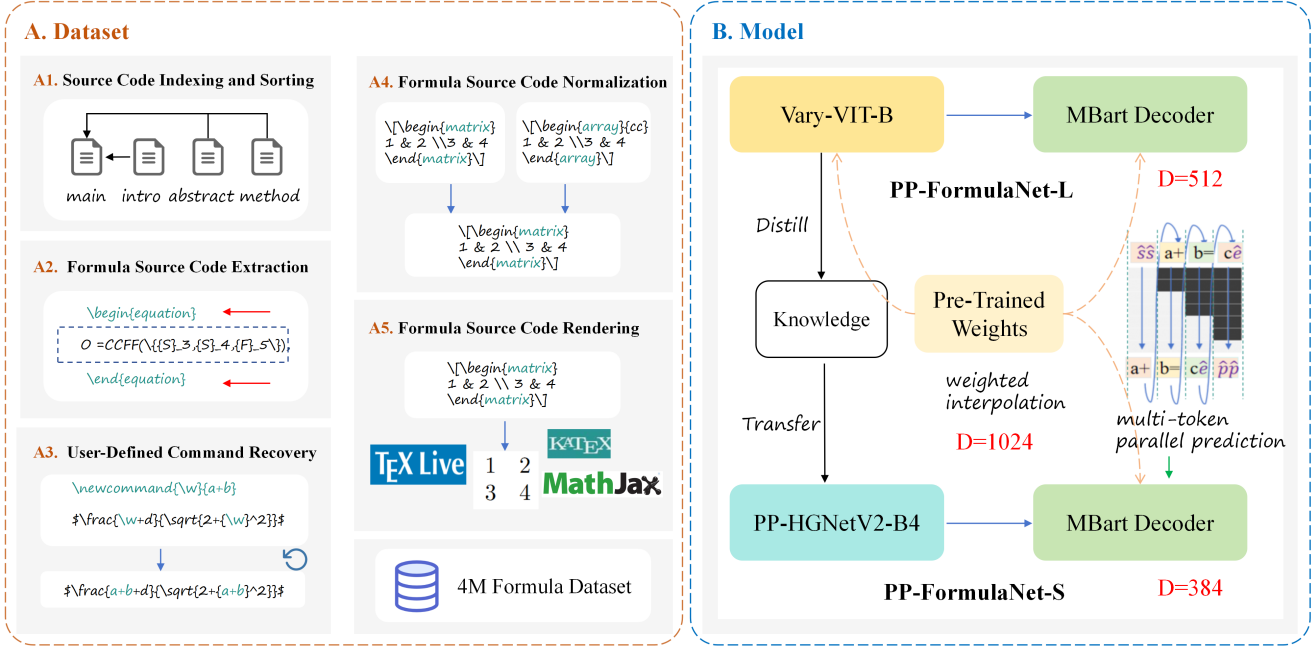 A. Dataset
A1. Source Code Indexing and Sorting
main intro abstract method
A2. Formula Source Code Extraction
\begin{equation}
O =CCFF(\{{S}_3,{S}_4,{F}_5\})
\end{equation}
A3. User-Defined Command Recovery
\newcommand{\w}{a+b}
$\frac{\w+d}{\sqrt{2+{\w}^2}}$
$\frac{a+b+d}{\sqrt{2+{a+b}^2}}$
A4. Formula Source Code Normalization
\[\begin{matrix}
1 & 2 \\3 & 4
\end{matrix}\]
\[\begin{array}{cc}
1 & 2 \\3 & 4
\end{array}\]
\[\begin{matrix}
1 & 2 \\ 3 & 4
\end{matrix}\]
A5. Formula Source Code Rendering
\[\begin{matrix}
1 & 2 \\ 3 & 4
\end{matrix}\]
TEX Live
1 2
3 4
KATEX
MathJax
4M Formula Dataset
B. Model
Vary-VIT-B
MBart Decoder
PP-FormulaNet-L
D=512
Distill
Knowledge
Pre-Trained
Weights
weighted
interpolation
D=1024
Transfer
ŝŝ a+ b= cê
a+ b= cê p̂p̂
multi-token
parallel prediction
PP-HGNetV2-B4
MBart Decoder
PP-FormulaNet-S
D=384